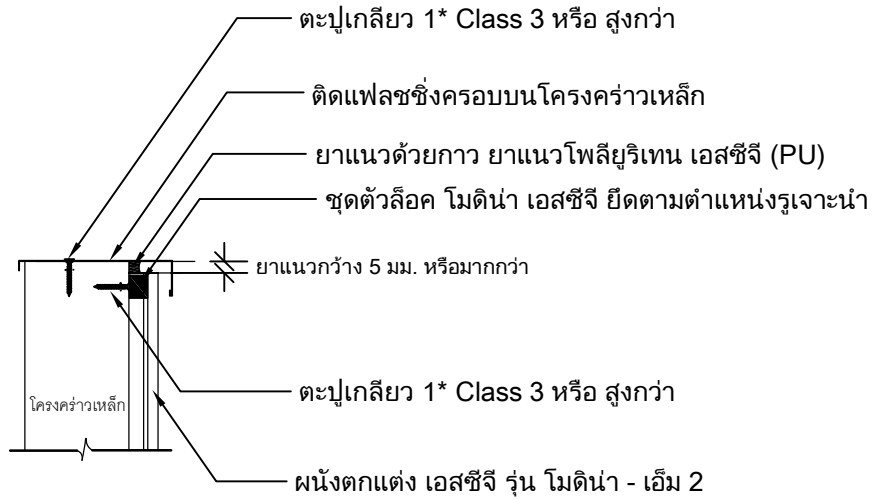 ตะปูเกลียว 1* Class 3 หรือ สูงกว่า
ติดแฟลชชิ่งครอบบนโครงคร่าวเหล็ก
ยาแนวด้วยกาว ยาแนวโพลียูริเทน เอสซีจี (PU)
ชุดตัวล็อค โมดิน่า เอสซีจี ยึดตามตำแหน่งรูเจาะนำ
ยาแนวกว้าง 5 มม. หรือมากกว่า
ตะปูเกลียว 1* Class 3 หรือ สูงกว่า
โครงคร่าวเหล็ก
ผนังตกแต่ง เอสซีจี รุ่น โมดิน่า - เอ็ม 2